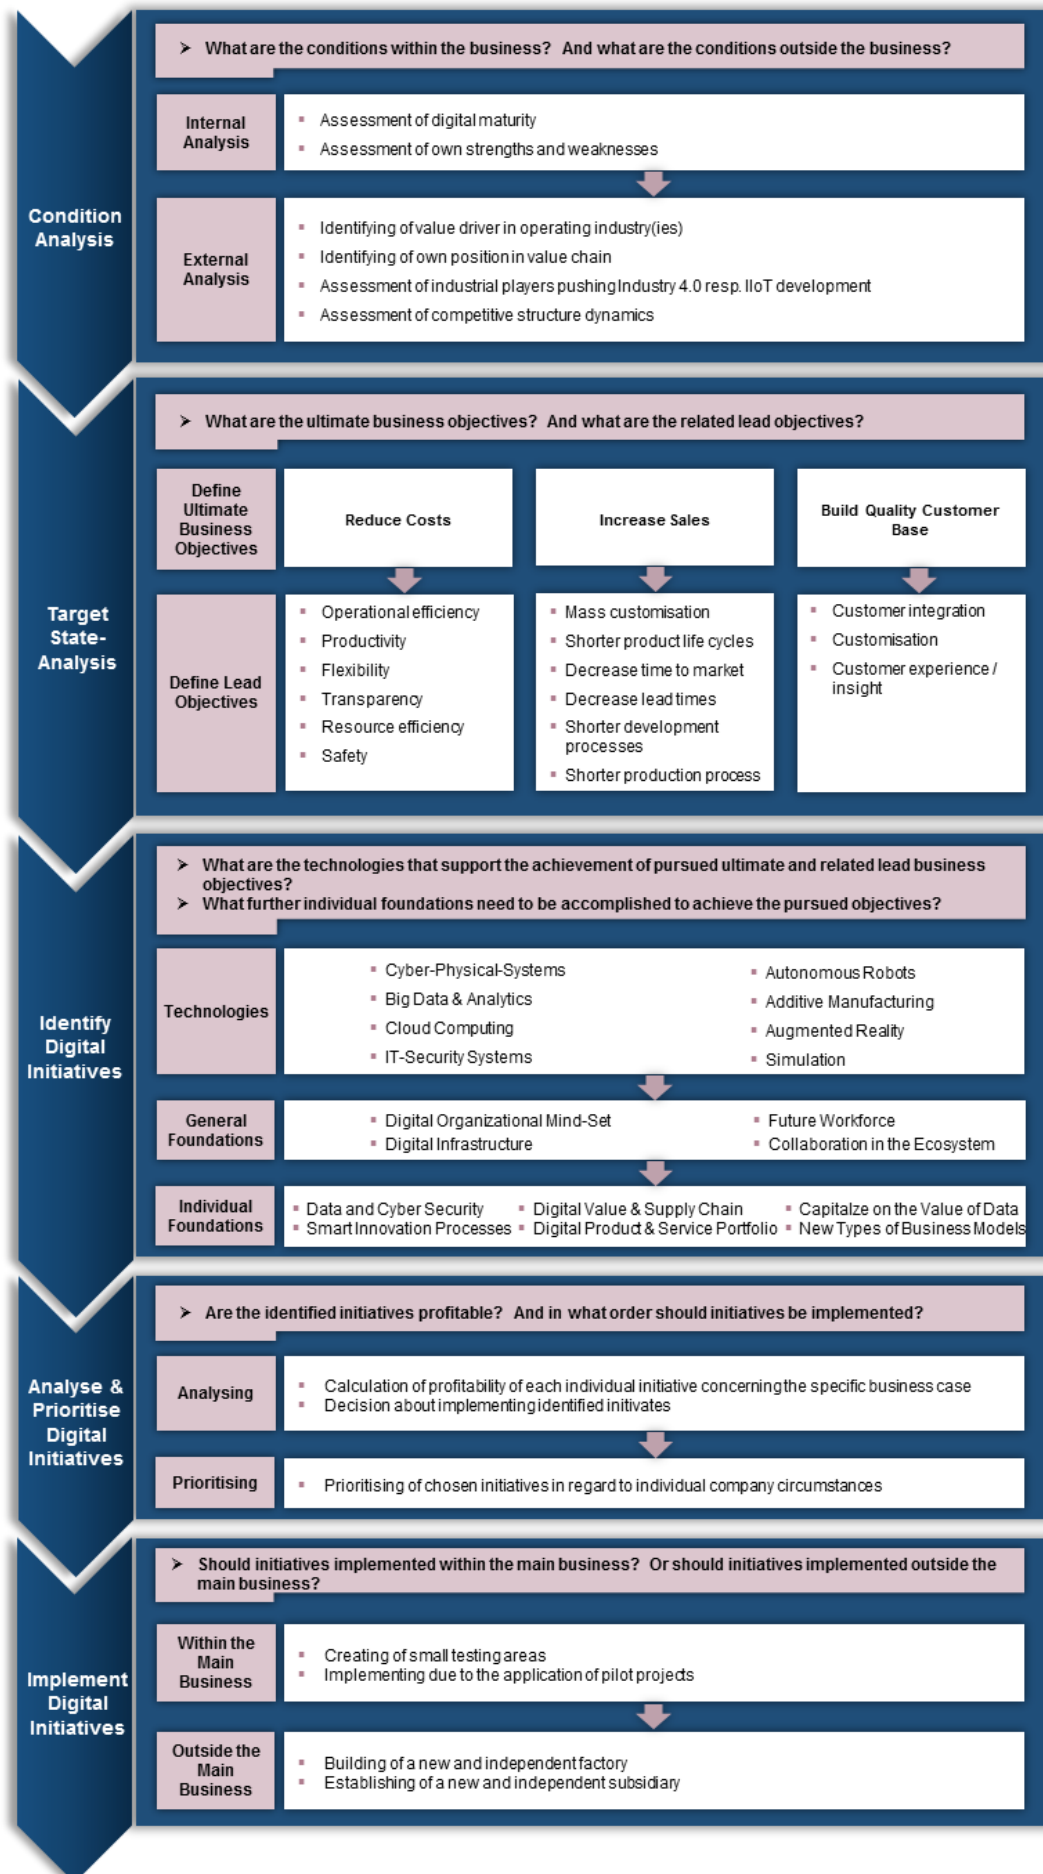 Condition
Analysis
➤ What are the conditions within the business? And what are the conditions outside the business?
Internal
Analysis
▪ Assessment of digital maturity
▪ Assessment of own strengths and weaknesses
External
Analysis
▪ Identifying of value driver in operating industry(ies)
▪ Identifying of own position in value chain
▪ Assessment of industrial players pushing Industry 4.0 resp. IIoT development
▪ Assessment of competitive structure dynamics
Target
State-
Analysis
➤ What are the ultimate business objectives? And what are the related lead objectives?
Define
Ultimate
Business
Objectives
Reduce Costs
Increase Sales
Build Quality Customer
Base
Define Lead
Objectives
▪ Operational efficiency
▪ Productivity
▪ Flexibility
▪ Transparency
▪ Resource efficiency
▪ Safety
▪ Mass customisation
▪ Shorter product life cycles
▪ Decrease time to market
▪ Decrease lead times
▪ Shorter development
processes
▪ Shorter production process
▪ Customer integration
▪ Customisation
▪ Customer experience /
insight
Identify
Digital
Initiatives
➤ What are the technologies that support the achievement of pursued ultimate and related lead business
objectives?
➤ What further individual foundations need to be accomplished to achieve the pursued objectives?
Technologies
▪ Cyber-Physical-Systems
▪ Big Data & Analytics
▪ Cloud Computing
▪ IT-Security Systems
▪ Autonomous Robots
▪ Additive Manufacturing
▪ Augmented Reality
▪ Simulation
General
Foundations
▪ Digital Organizational Mind-Set
▪ Digital Infrastructure
▪ Future Workforce
▪ Collaboration in the Ecosystem
Individual
Foundations
▪ Data and Cyber Security
▪ Smart Innovation Processes
▪ Digital Value & Supply Chain
▪ Digital Product & Service Portfolio
▪ Capitalze on the Value of Data
▪ New Types of Business Models
Analyse &
Prioritise
Digital
Initiatives
➤ Are the identified initiatives profitable? And in what order should initiatives be implemented?
Analysing
▪ Calculation of profitability of each individual initiative concerning the specific business case
▪ Decision about implementing identified initivates
Prioritising
▪ Prioritising of chosen initiatives in regard to individual company circumstances
Implement
Digital
Initiatives
➤ Should initiatives implemented within the main business? Or should initiatives implemented outside the
main business?
Within the
Main
Business
▪ Creating of small testing areas
▪ Implementing due to the application of pilot projects
Outside the
Main
Business
▪ Building of a new and independent factory
▪ Establishing of a new and independent subsidiary